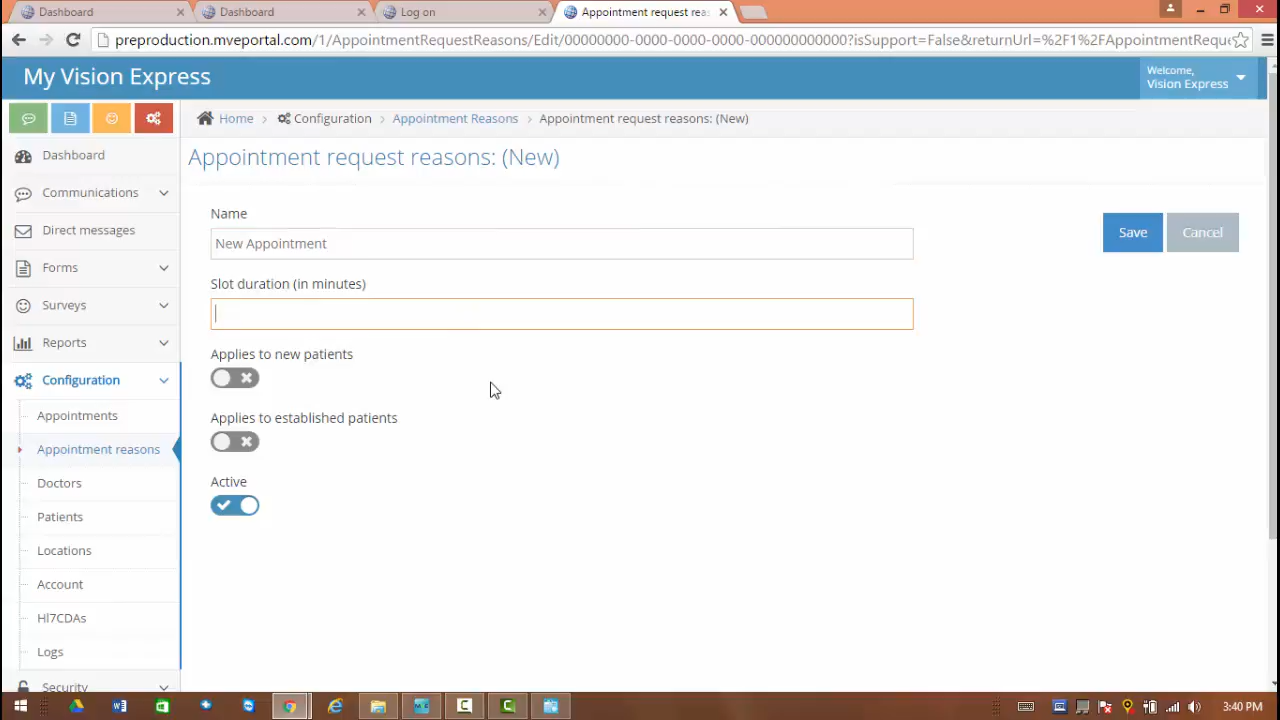 Dashboard
Dashboard
Log on
Appointment request rea
preproduction.mveportal.com/1/AppointmentRequestReasons/Edit/00000000-0000-0000-0000-000000000000?isSupport=False&returnUrl=%2F1%2FAppointmentReque
My Vision Express
Welcome,
Vision Express
Home
Configuration
Appointment Reasons
Appointment request reasons: (New)
Dashboard
Communications
Direct messages
Forms
Surveys
Reports
Configuration
Appointments
Appointment reasons
Doctors
Patients
Locations
Account
Hl7CDAs
Logs
Security
Appointment request reasons: (New)
Name
New Appointment
Save
Cancel
Slot duration (in minutes)
Applies to new patients
Applies to established patients
Active
3:40 PM